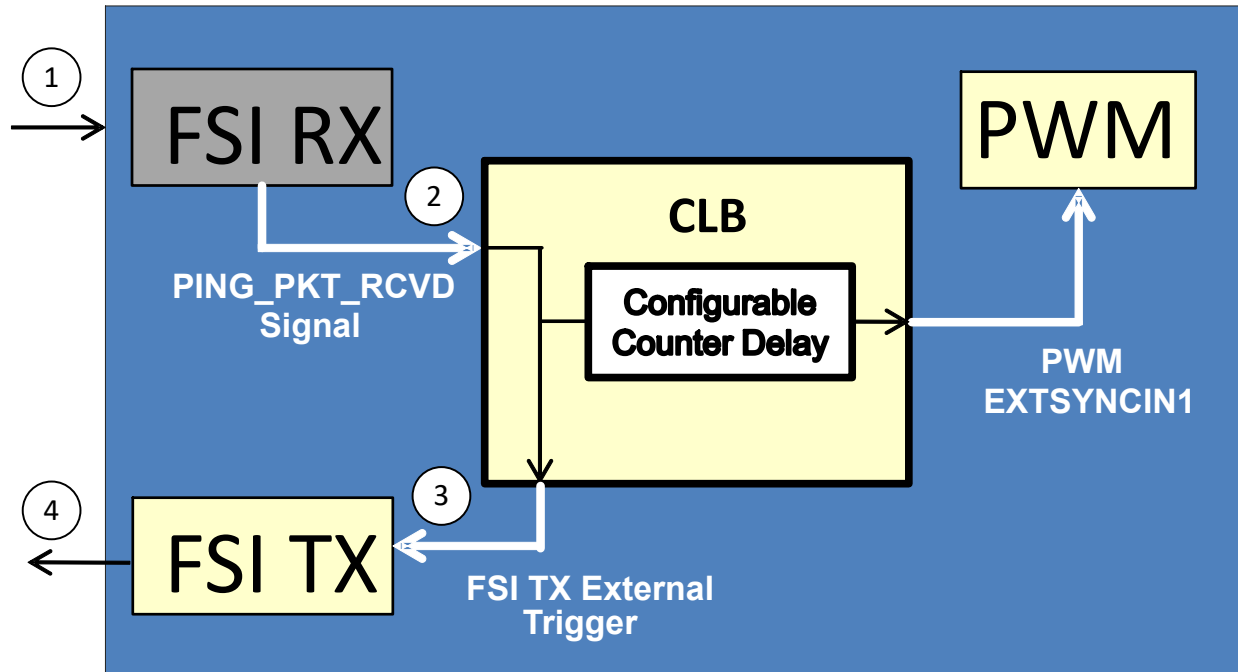 1
FSI RX
PWM
2
CLB
PING_PKT_RCVD
Signal
Configurable
Counter Delay
PWM
EXTSYNCIN1
3
4
FSI TX
FSI TX External
Trigger